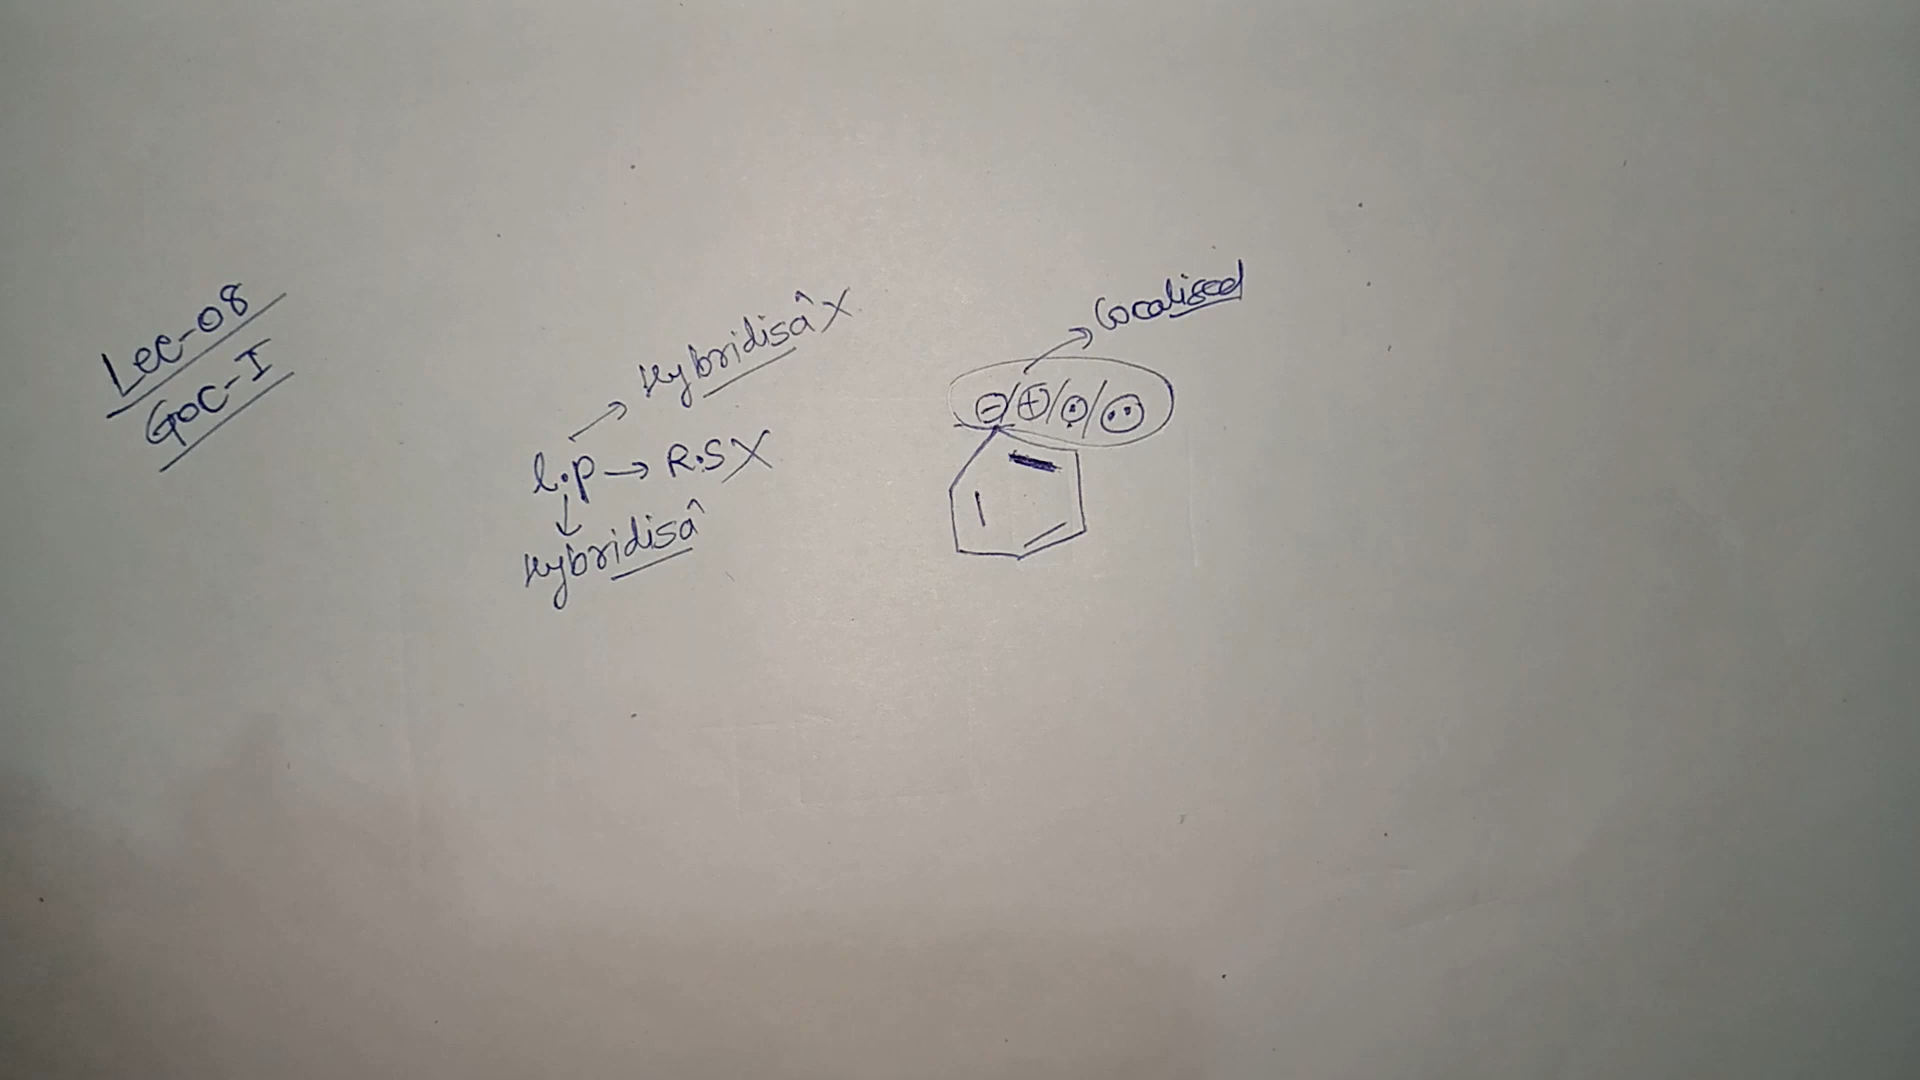 Lec-08
GOC-I
Hybridisâ X
l.p → R.S X
Hybridisâ
Localised
⊖/⊕/⊙/••